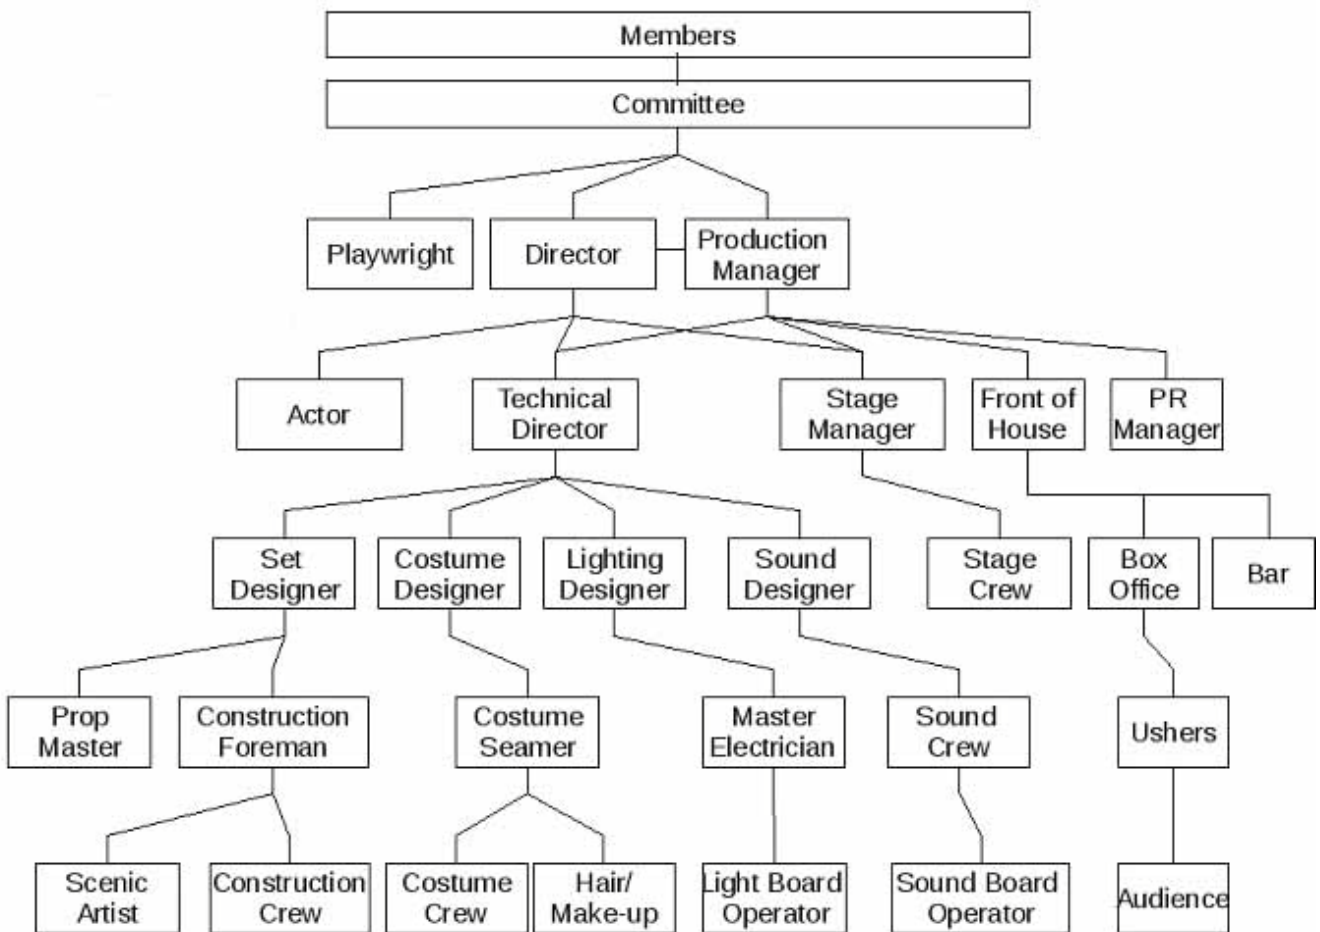 Members
Committee
Playwright
Director
Production
Manager
Actor
Technical
Director
Stage
Manager
Front of
House
PR
Manager
Set
Designer
Costume
Designer
Lighting
Designer
Sound
Designer
Stage
Crew
Box
Office
Bar
Prop
Master
Construction
Foreman
Costume
Seamer
Master
Electrician
Sound
Crew
Ushers
Scenic
Artist
Construction
Crew
Costume
Crew
Hair/
Make-up
Light Board
Operator
Sound Board
Operator
Audience